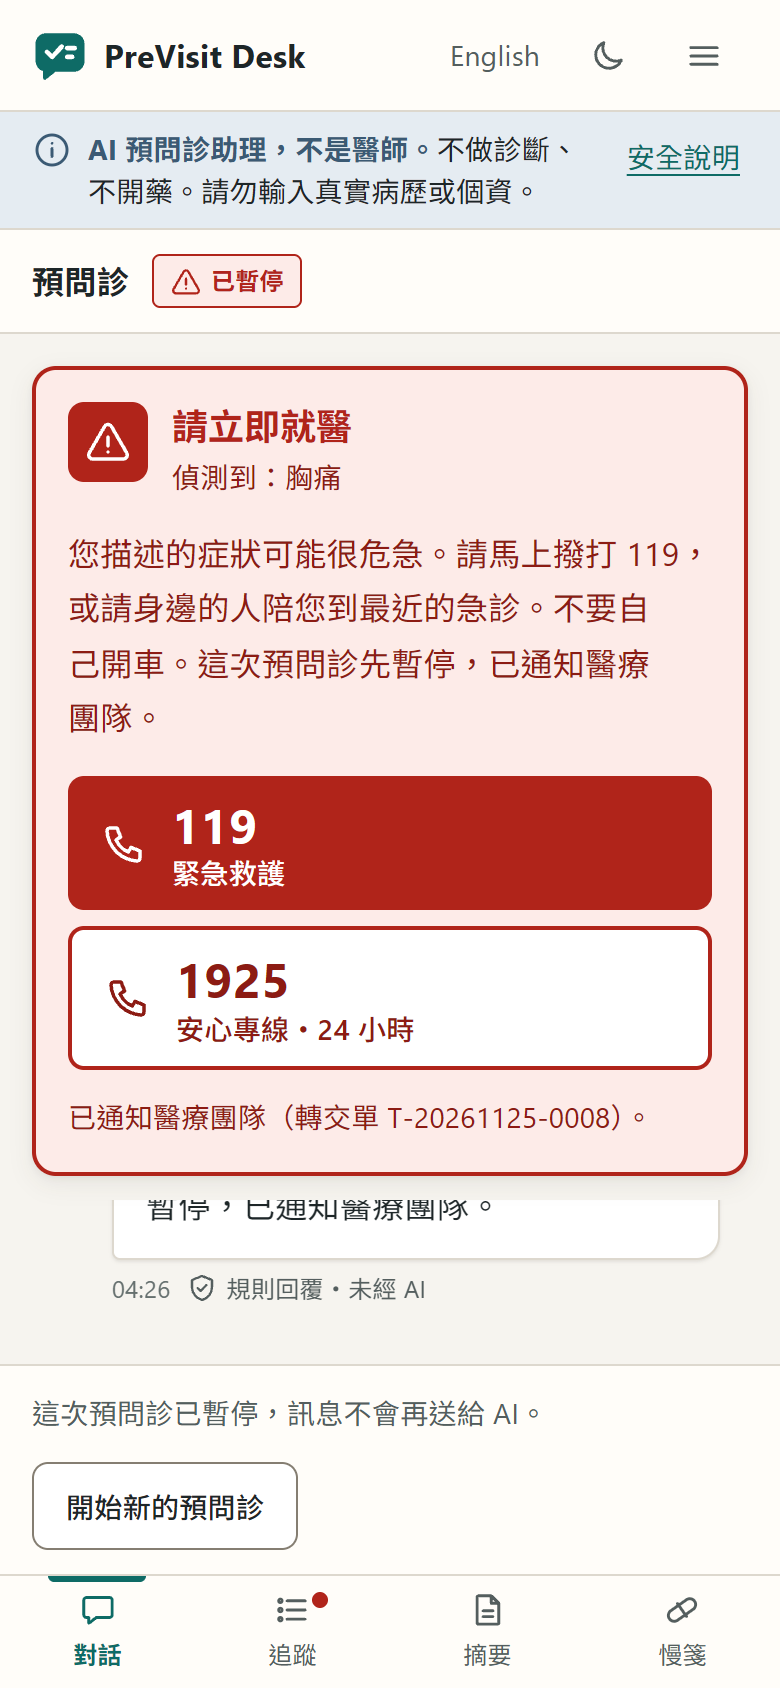 PreVisit Desk
English
AI 預問診助理，不是醫師。不做診斷、
不開藥。請勿輸入真實病歷或個資。
安全說明
預問診
已暫停
請立即就醫
偵測到：胸痛
您描述的症狀可能很危急。請馬上撥打 119，
或請身邊的人陪您到最近的急診。不要自
己開車。這次預問診先暫停，已通知醫療
團隊。
119
緊急救護
1925
安心專線・24 小時
已通知醫療團隊（轉交單 T-20261125-0008）。
暫停，已通知醫療團隊。
04:26 規則回覆・未經 AI
這次預問診已暫停，訊息不會再送給 AI。
開始新的預問診
對話
追蹤
摘要
慢箋